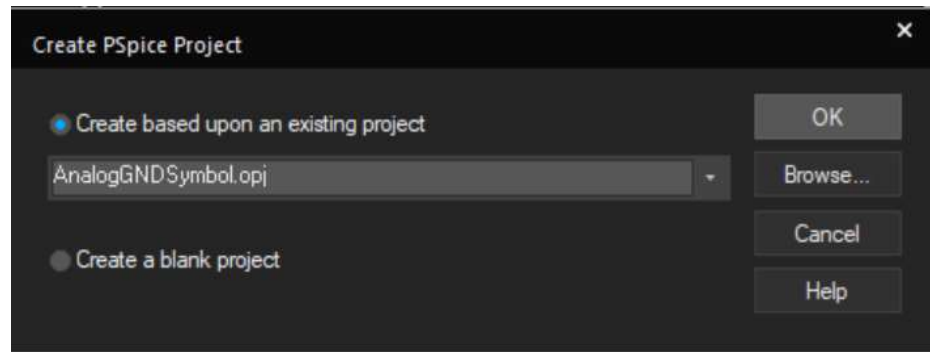 Create PSpice Project
Create based upon an existing project
OK
AnalogGNDSymbol.opj
Browse...
Cancel
Create a blank project
Help